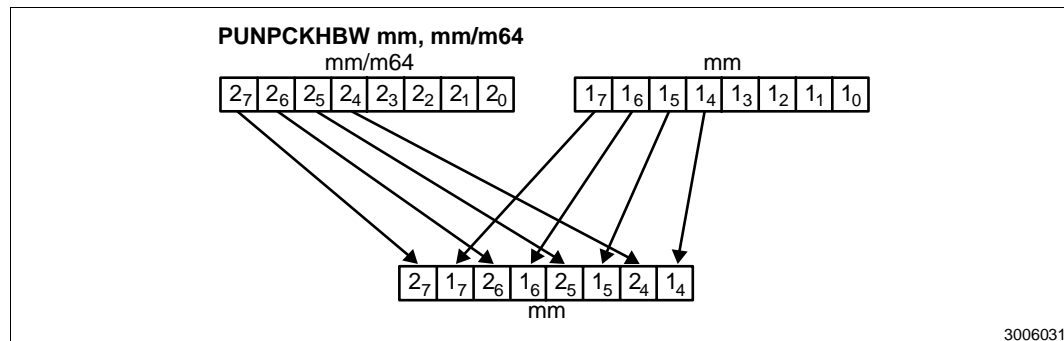 PUNPCKHBW mm, mm/m64
mm/m64 mm
2₇ 2₆ 2₅ 2₄ 2₃ 2₂ 2₁ 2₀ 1₇ 1₆ 1₅ 1₄ 1₃ 1₂ 1₁ 1₀
2₇ 1₇ 2₆ 1₆ 2₅ 1₅ 2₄ 1₄
mm
3006031